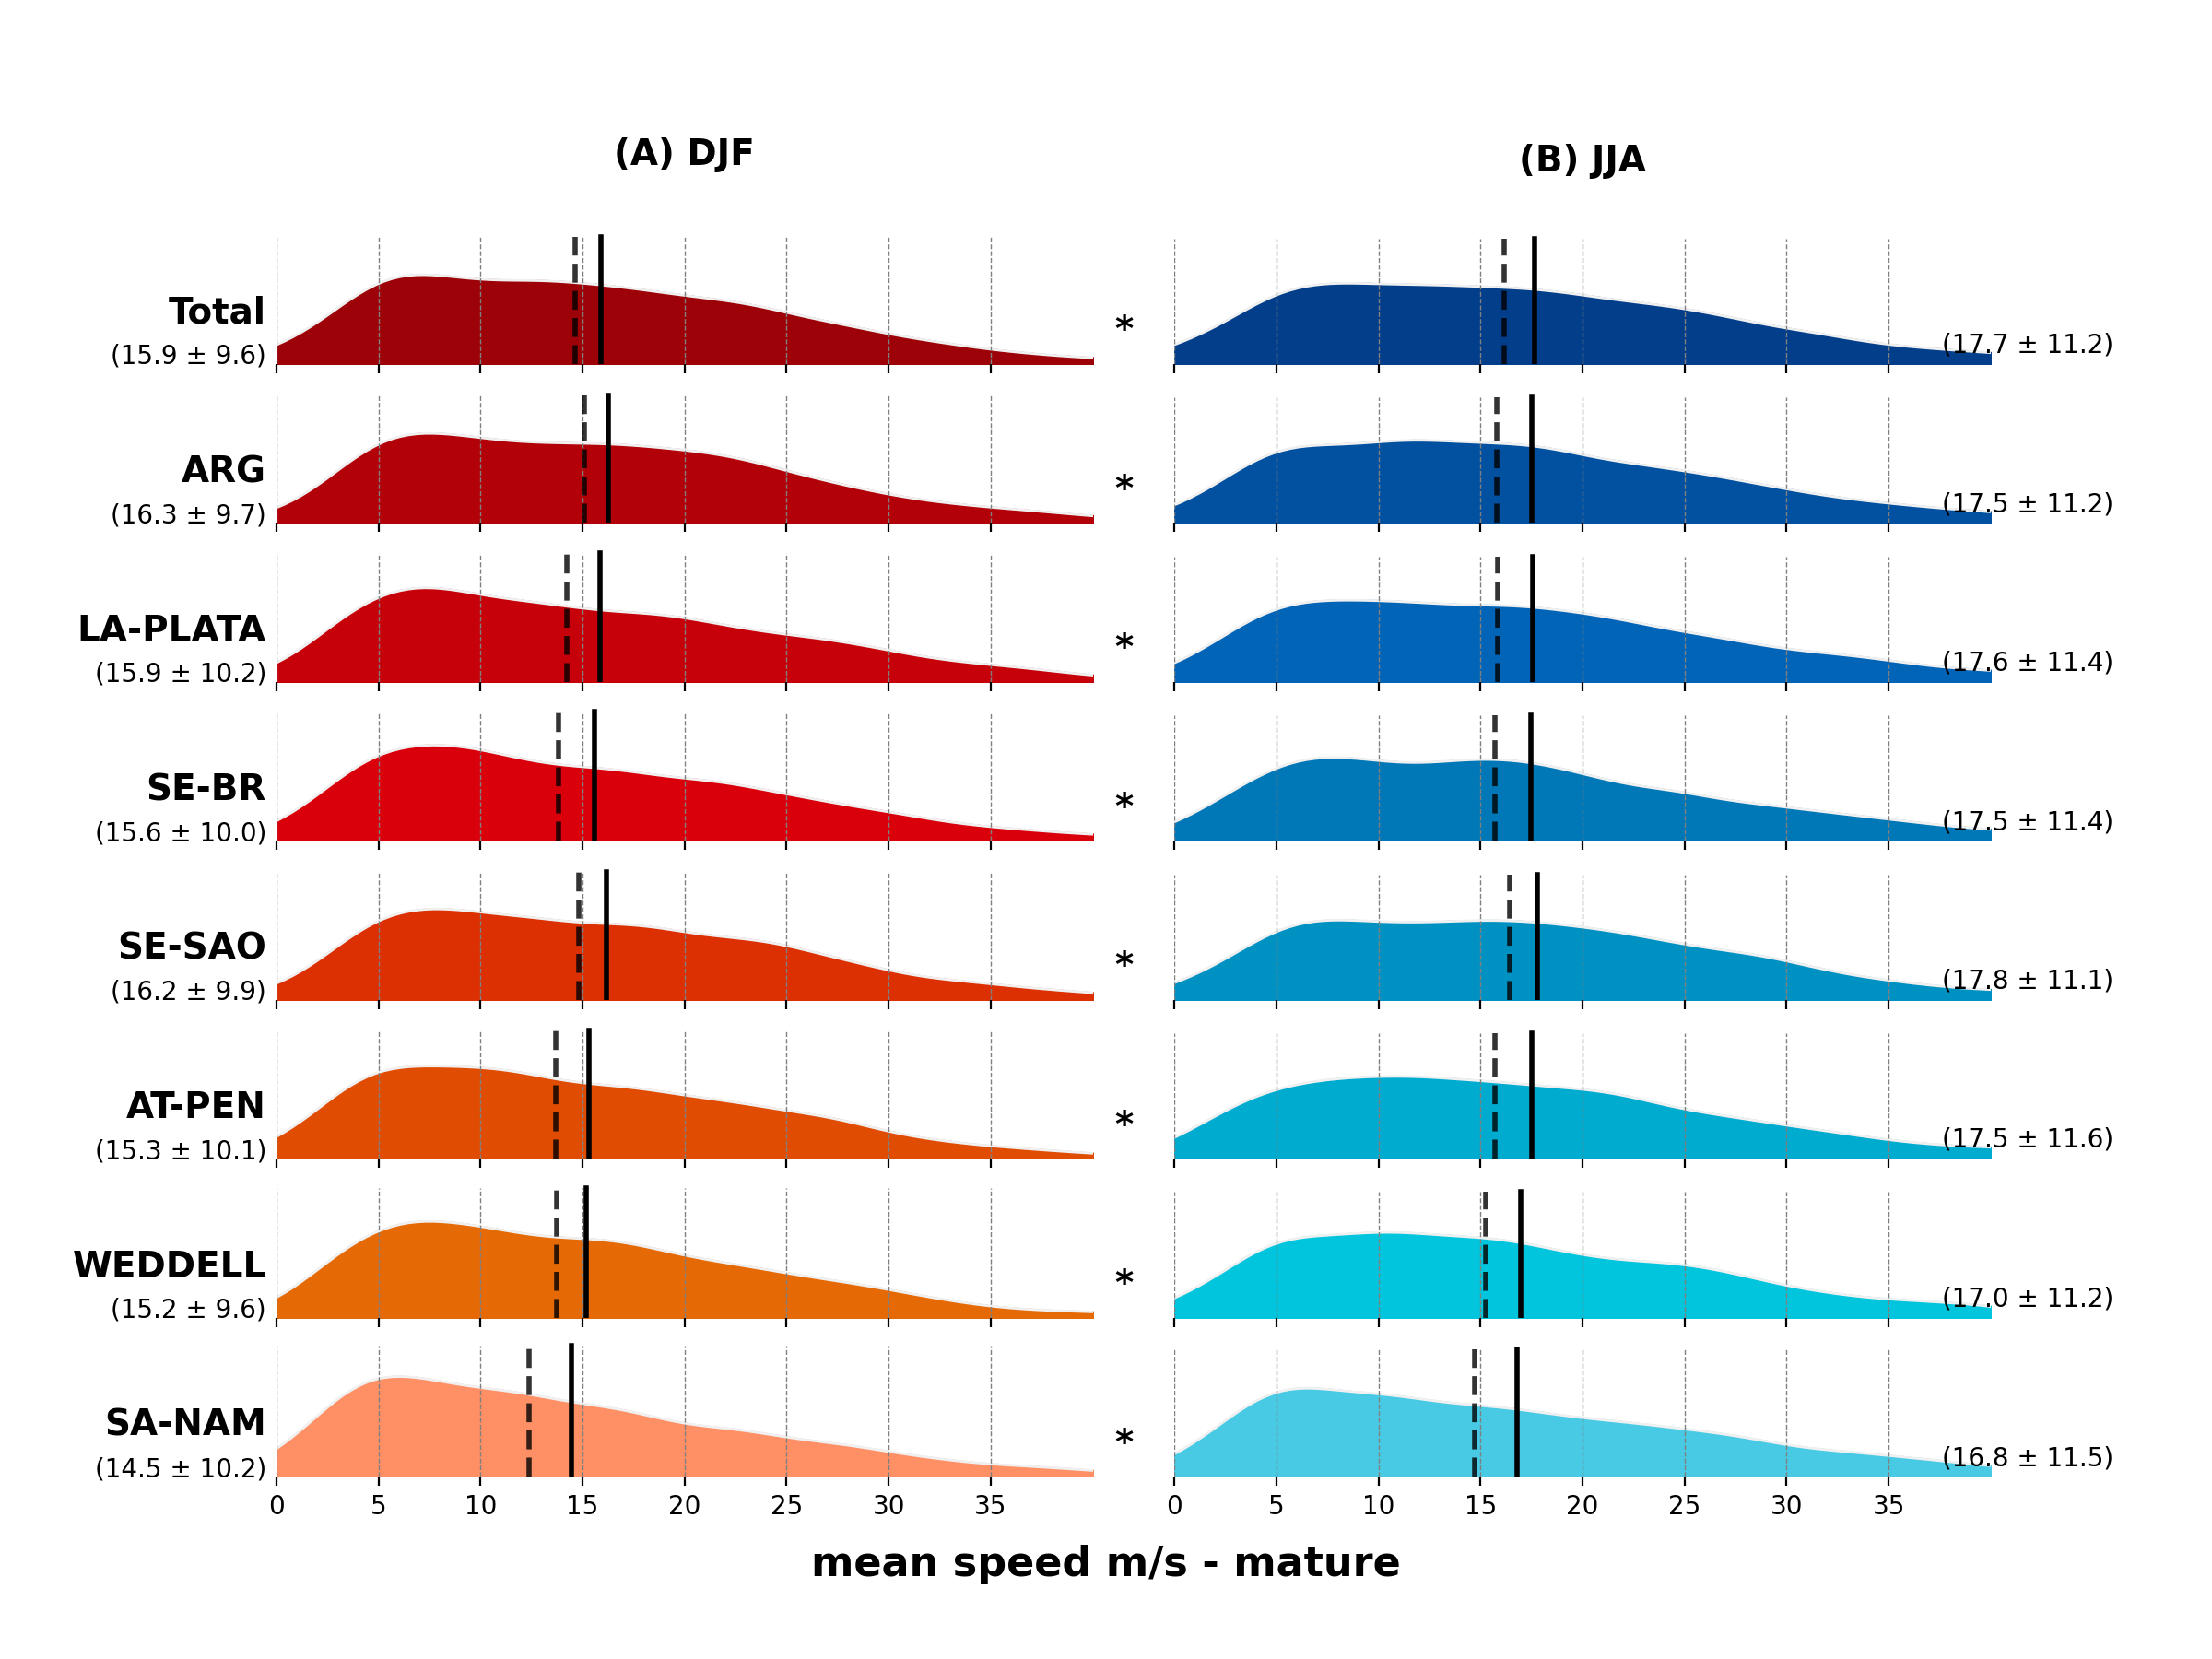 (A) DJF
(B) JJA
Total
(15.9 ± 9.6)
*
(17.7 ± 11.2)
ARG
(16.3 ± 9.7)
*
(17.5 ± 11.2)
LA-PLATA
(15.9 ± 10.2)
*
(17.6 ± 11.4)
SE-BR
(15.6 ± 10.0)
*
(17.5 ± 11.4)
SE-SAO
(16.2 ± 9.9)
*
(17.8 ± 11.1)
AT-PEN
(15.3 ± 10.1)
*
(17.5 ± 11.6)
WEDDELL
(15.2 ± 9.6)
*
(17.0 ± 11.2)
SA-NAM
(14.5 ± 10.2)
*
(16.8 ± 11.5)
0 5 10 15 20 25 30 35
0 5 10 15 20 25 30 35
mean speed m/s - mature